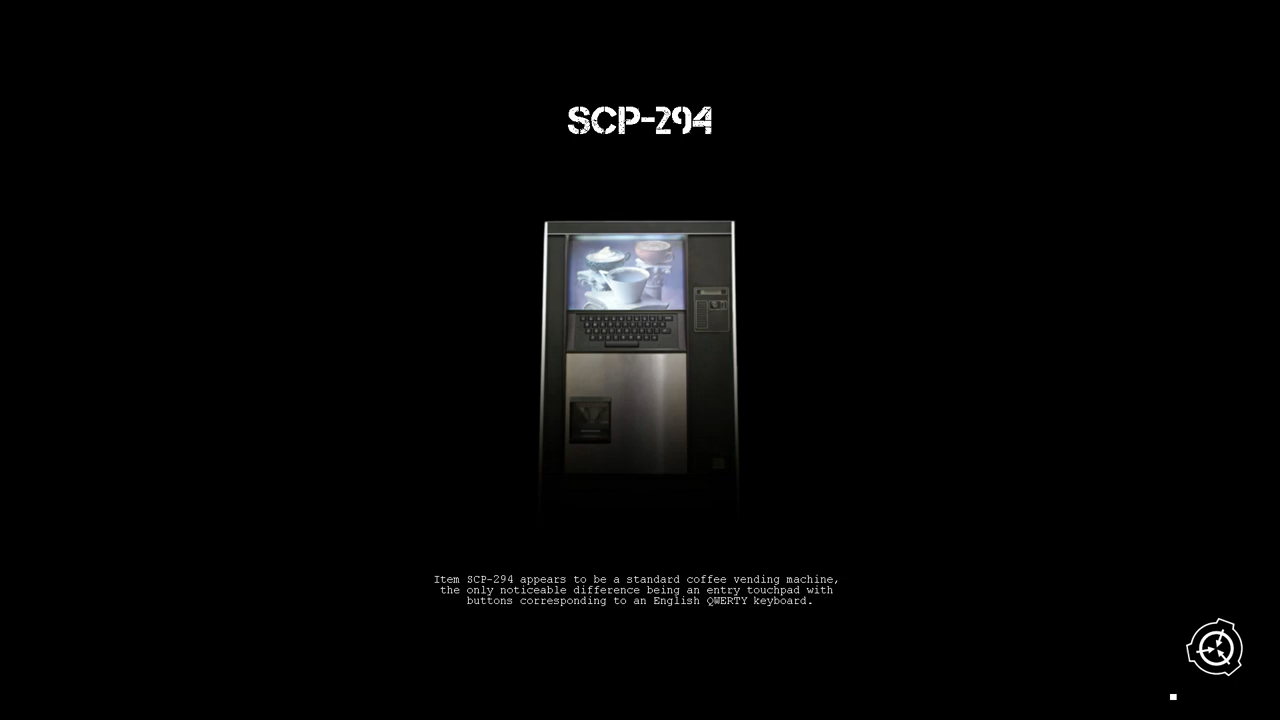 SCP-294
Item SCP-294 appears to be a standard coffee vending machine,
the only noticeable difference being an entry touchpad with
buttons corresponding to an English QWERTY keyboard.